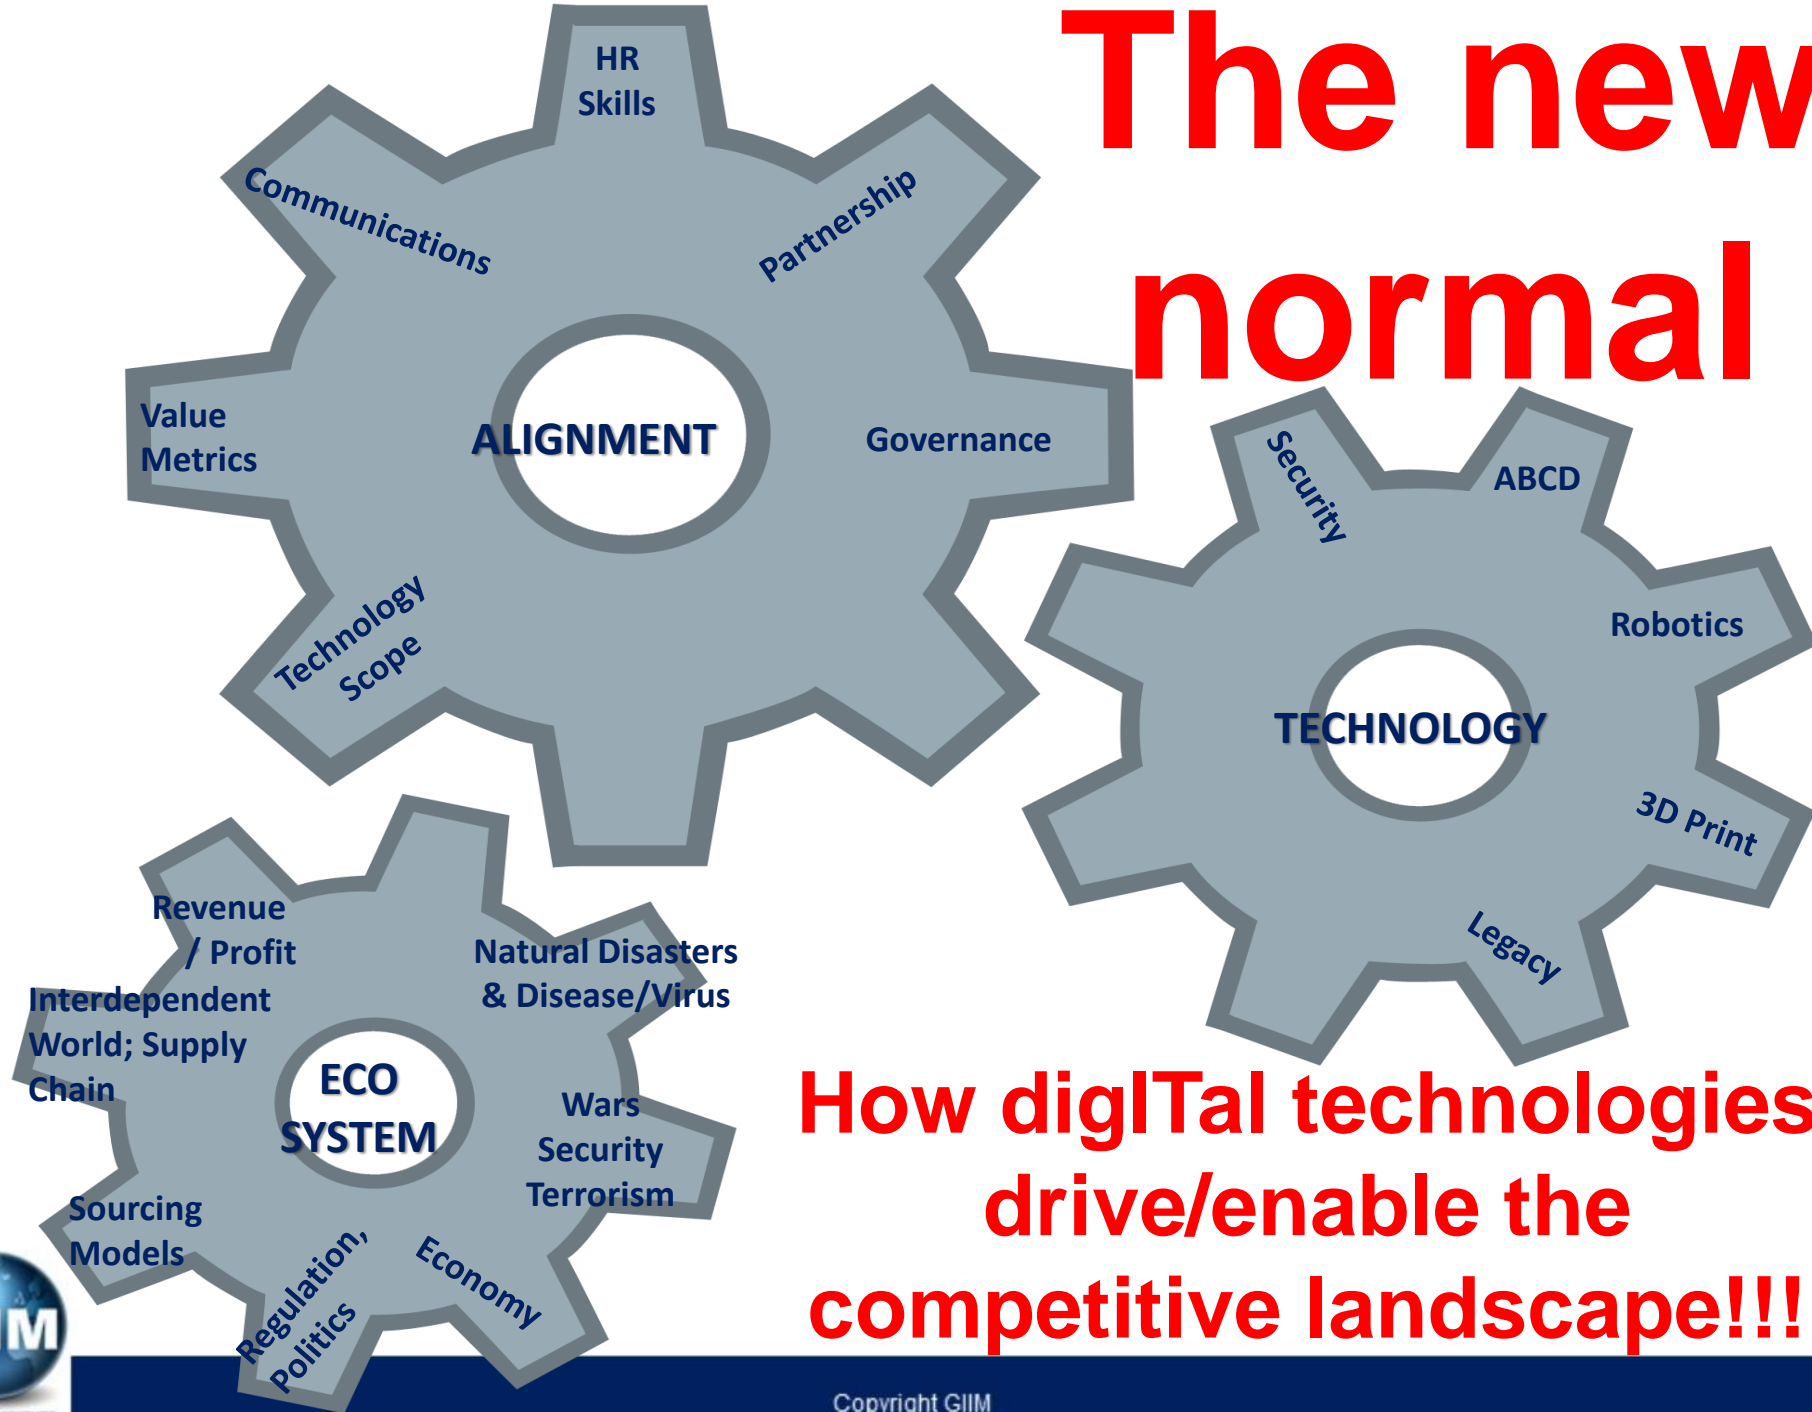 The new
normal
HR
Skills
Communications
Partnership
Value
Metrics
ALIGNMENT
Governance
Technology
Scope
Security
ABCD
Robotics
TECHNOLOGY
3D Print
Legacy
Revenue
/ Profit
Natural Disasters
& Disease/Virus
Interdependent
World; Supply
Chain
ECO
SYSTEM
Wars
Security
Terrorism
Sourcing
Models
Regulation,
Politics
Economy
How digITal technologies
drive/enable the
competitive landscape!!!
Copyright GIIM